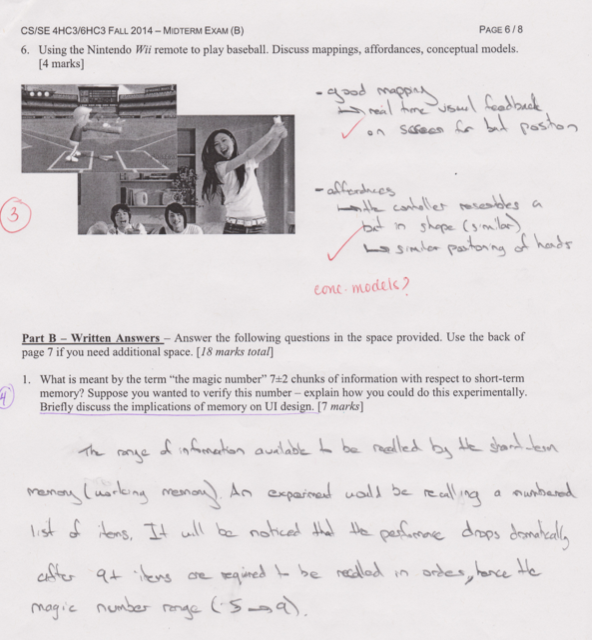 CS/SE 4HC3/6HC3 FALL 2014 – MIDTERM EXAM (B) PAGE 6 / 8
6. Using the Nintendo Wii remote to play baseball. Discuss mappings, affordances, conceptual models.
[4 marks]
- good mapping
→ real time visual feedback
on screen for bat position
3
- affordances
→ the controller resembles a
bat in shape (similar)
↳ similar positoning of hands
conc. models?
Part B – Written Answers – Answer the following questions in the space provided. Use the back of
page 7 if you need additional space. [18 marks total]
1. What is meant by the term “the magic number” 7±2 chunks of information with respect to short-term
memory? Suppose you wanted to verify this number – explain how you could do this experimentally.
4
Briefly discuss the implications of memory on UI design. [7 marks]
The range of information available to be recalled by the short-term
memory (working memory). An experiment would be recalling a numbered
list of items. It will be noticed that the performance drops dramatically
after 9+ items are required to be recalled in order, hence the
magic number range (5 → 9).